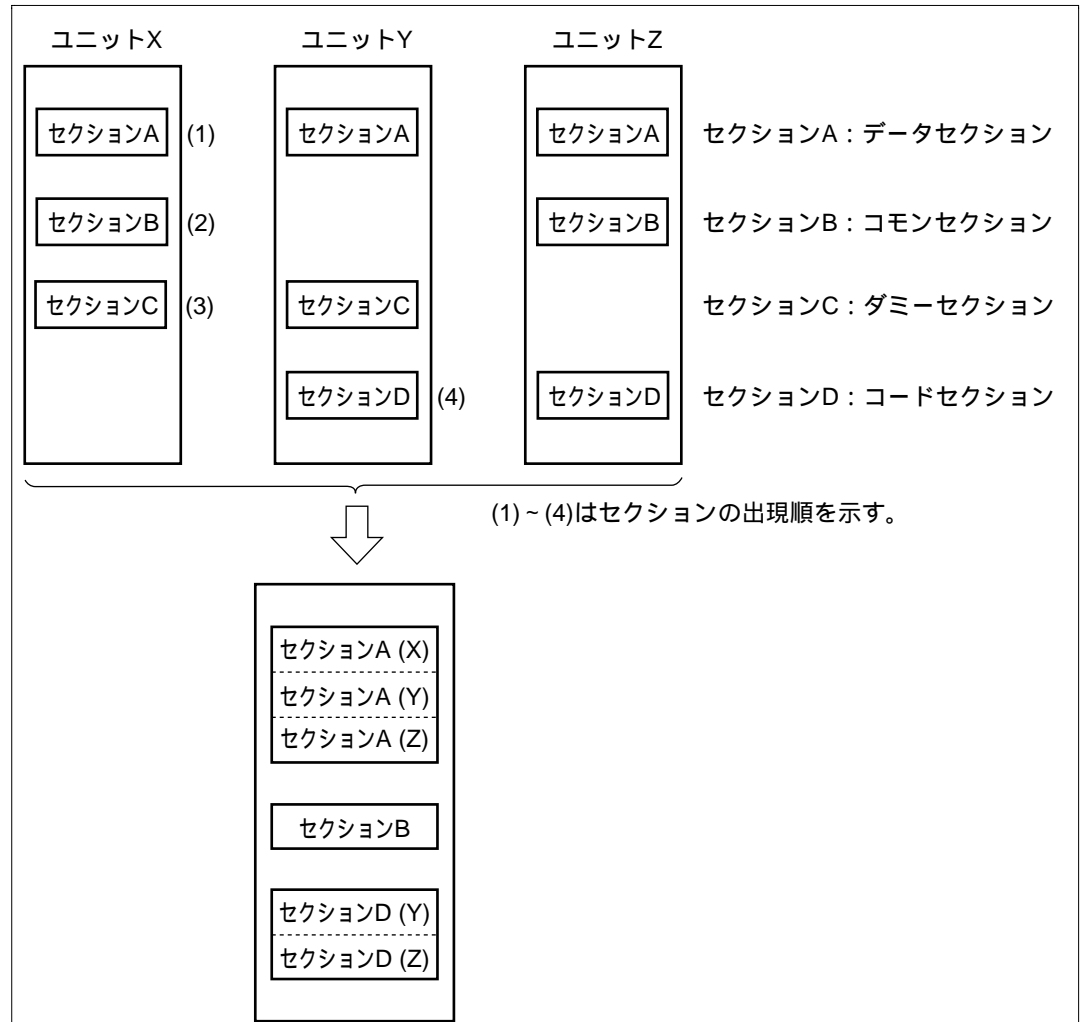 ユニットX ユニットY ユニットZ
セクションA (1) セクションA セクションA セクションA：データセクション
セクションB (2) セクションB セクションB：コモンセクション
セクションC (3) セクションC セクションC：ダミーセクション
セクションD (4) セクションD セクションD：コードセクション
(1)~(4)はセクションの出現順を示す。
セクションA (X)
セクションA (Y)
セクションA (Z)
セクションB
セクションD (Y)
セクションD (Z)